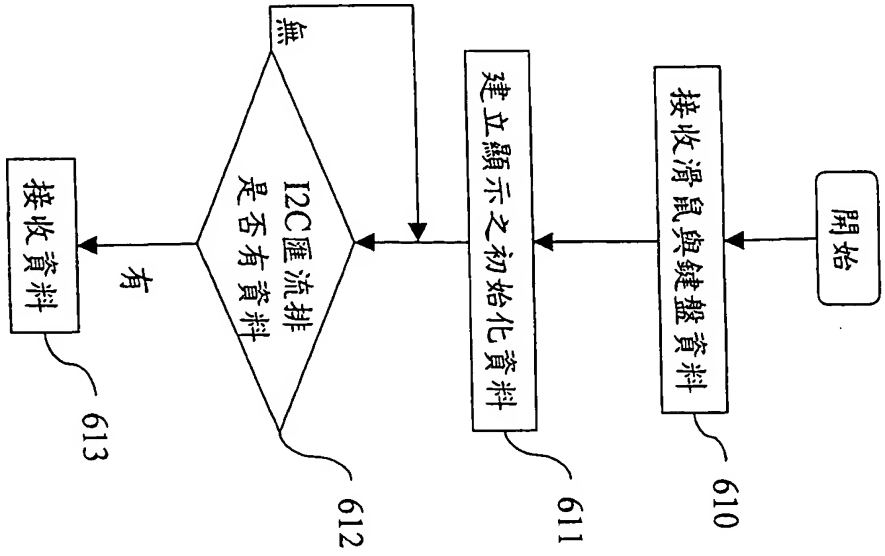 開始
接收滑鼠與鍵盤資料
610
建立顯示之初始化資料
611
I2C匯流排
是否有資料
612
無
有
接收資料
613